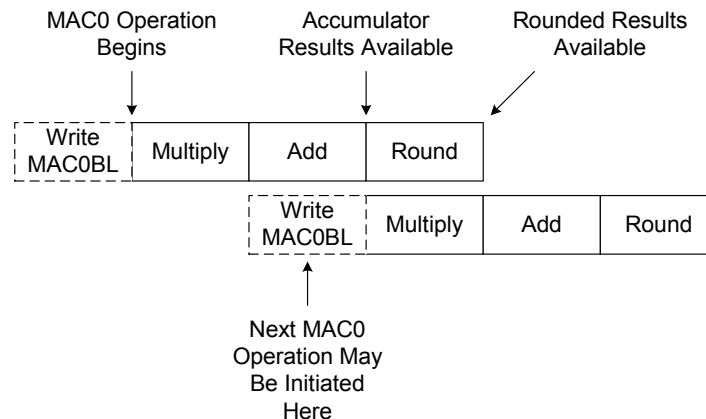 MAC0 Operation
Begins
Accumulator
Results Available
Rounded Results
Available
Write
MAC0BL
Multiply
Add
Round
Write
MAC0BL
Multiply
Add
Round
Next MAC0
Operation May
Be Initiated
Here